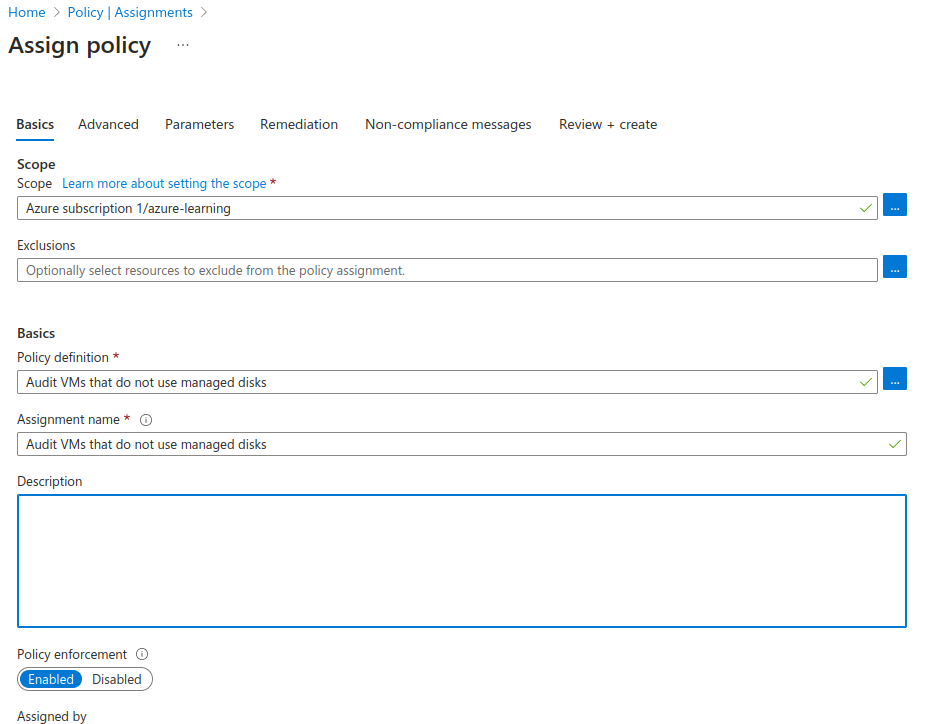 Home > Policy | Assignments >
Assign policy ...
Basics Advanced Parameters Remediation Non-compliance messages Review + create
Scope
Scope Learn more about setting the scope *
Azure subscription 1/azure-learning ...
Exclusions
Optionally select resources to exclude from the policy assignment. ...
Basics
Policy definition *
Audit VMs that do not use managed disks ...
Assignment name *
Audit VMs that do not use managed disks
Description
Policy enforcement
Enabled Disabled
Assigned by